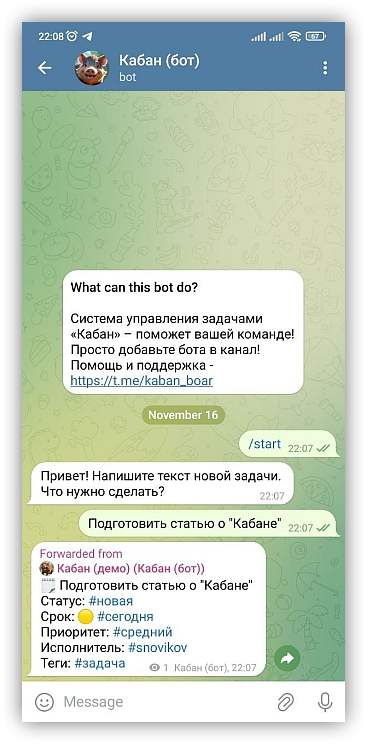 22:08
67
Кабан (бот)
bot
What can this bot do?
Система управления задачами
«Кабан» – поможет вашей команде!
Просто добавьте бота в канал!
Помощь и поддержка -
https://t.me/kaban_boar
November 16
/start 22:07
Привет! Напишите текст новой задачи.
Что нужно сделать? 22:07
Подготовить статью о "Кабане" 22:07
Forwarded from
Кабан (демо) (Кабан (бот))
Подготовить статью о "Кабане"
Статус: #новая
Срок: #сегодня
Приоритет: #средний
Исполнитель: #snovikov
Теги: #задача 1 Кабан (бот), 22:07
Message